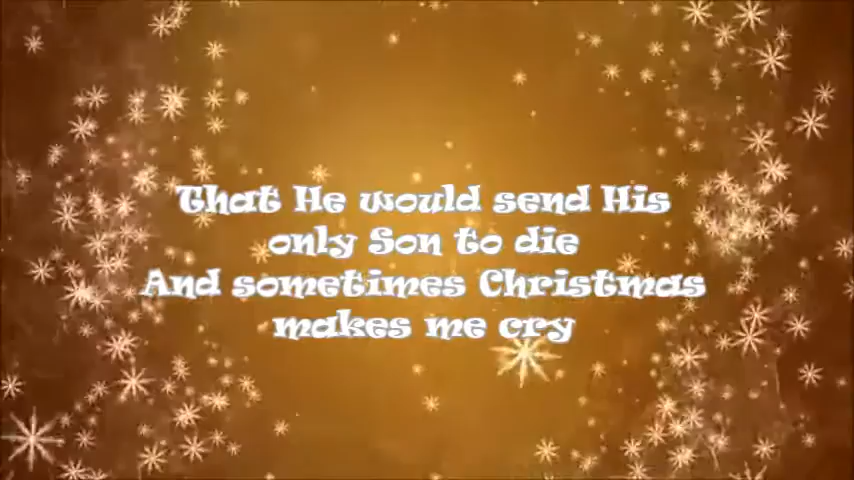 That He would send His
only Son to die
And sometimes Christmas
makes me cry